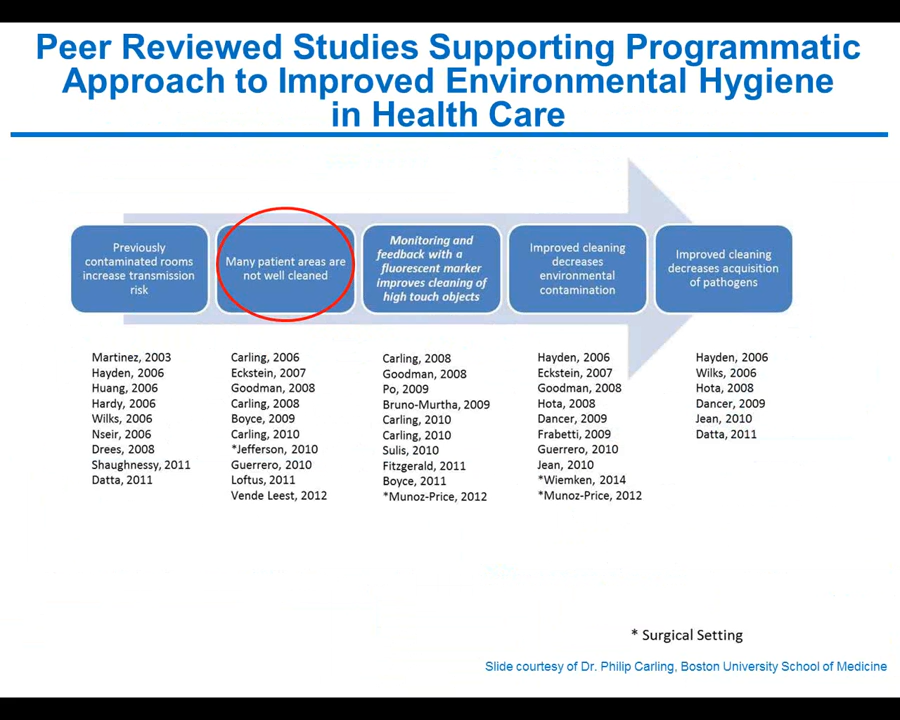 Peer Reviewed Studies Supporting Programmatic
Approach to Improved Environmental Hygiene
in Health Care
Previously
contaminated rooms
increase transmission
risk
Many patient areas are
not well cleaned
Monitoring and
feedback with a
fluorescent marker
improves cleaning of
high touch objects
Improved cleaning
decreases
environmental
contamination
Improved cleaning
decreases acquisition
of pathogens
Martinez, 2003
Hayden, 2006
Huang, 2006
Hardy, 2006
Wilks, 2006
Nseir, 2006
Drees, 2008
Shaughnessy, 2011
Datta, 2011
Carling, 2006
Eckstein, 2007
Goodman, 2008
Carling, 2008
Boyce, 2009
Carling, 2010
*Jefferson, 2010
Guerrero, 2010
Loftus, 2011
Vende Leest, 2012
Carling, 2008
Goodman, 2008
Po, 2009
Bruno-Murtha, 2009
Carling, 2010
Carling, 2010
Sulis, 2010
Fitzgerald, 2011
Boyce, 2011
*Munoz-Price, 2012
Hayden, 2006
Eckstein, 2007
Goodman, 2008
Hota, 2008
Dancer, 2009
Frabetti, 2009
Guerrero, 2010
Jean, 2010
*Wiemken, 2014
*Munoz-Price, 2012
Hayden, 2006
Wilks, 2006
Hota, 2008
Dancer, 2009
Jean, 2010
Datta, 2011
* Surgical Setting
Slide courtesy of Dr. Philip Carling, Boston University School of Medicine